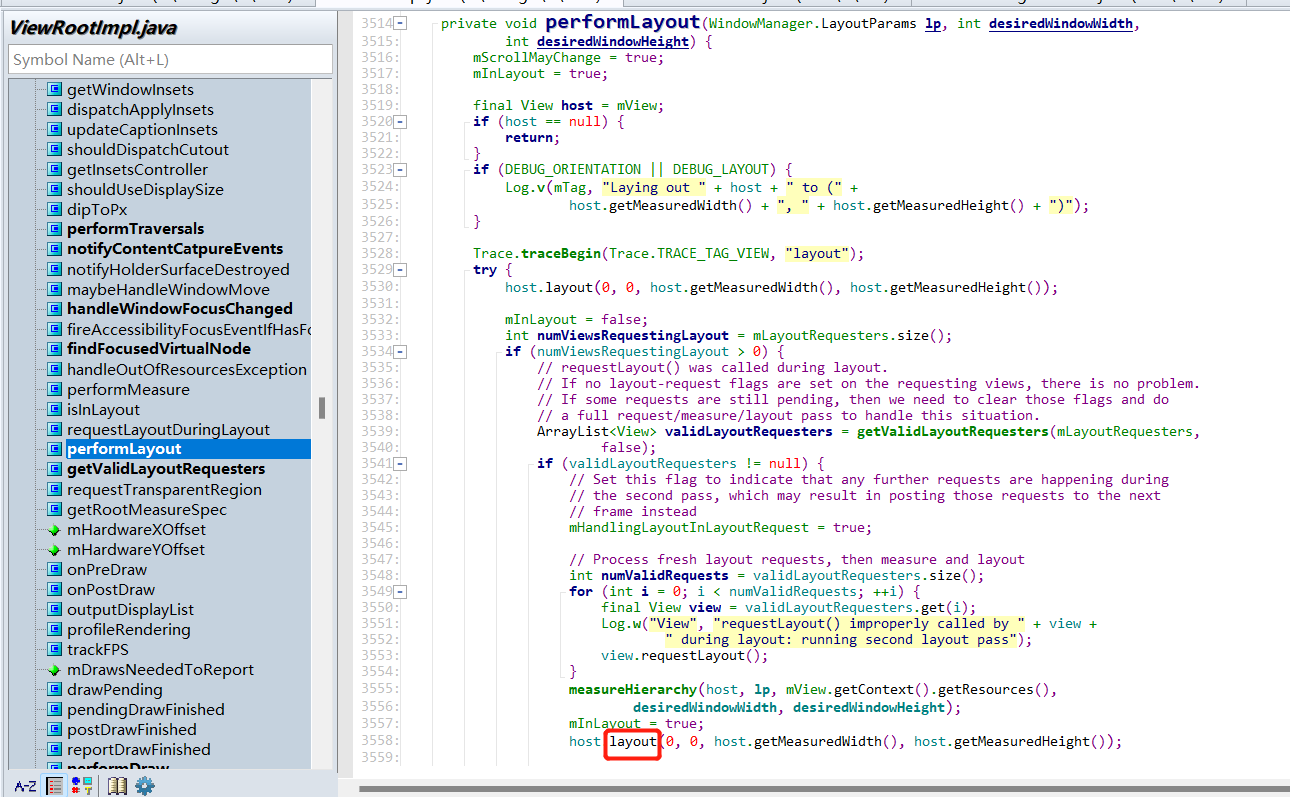 ViewRootImpl.java
Symbol Name (Alt+L)
getWindowInsets
dispatchApplyInsets
updateCaptionInsets
shouldDispatchCutout
getInsetsController
shouldUseDisplaySize
dipToPx
performTraversals
notifyContentCatpureEvents
notifyHolderSurfaceDestroyed
maybeHandleWindowMove
handleWindowFocusChanged
fireAccessibilityFocusEventIfHasFo
findFocusedVirtualNode
handleOutOfResourcesException
performMeasure
isInLayout
requestLayoutDuringLayout
performLayout
getValidLayoutRequesters
requestTransparentRegion
getRootMeasureSpec
mHardwareXOffset
mHardwareYOffset
onPreDraw
onPostDraw
outputDisplayList
profileRendering
trackFPS
mDrawsNeededToReport
drawPending
pendingDrawFinished
postDrawFinished
reportDrawFinished
performDraw
A-Z
3514: private void performLayout(WindowManager.LayoutParams lp, int desiredWindowWidth,
3515: int desiredWindowHeight) {
3516: mScrollMayChange = true;
3517: mInLayout = true;
3518:
3519: final View host = mView;
3520: if (host == null) {
3521: return;
3522: }
3523: if (DEBUG_ORIENTATION || DEBUG_LAYOUT) {
3524: Log.v(mTag, "Laying out " + host + " to (" +
3525: host.getMeasuredWidth() + ", " + host.getMeasuredHeight() + ")");
3526: }
3527:
3528: Trace.traceBegin(Trace.TRACE_TAG_VIEW, "layout");
3529: try {
3530: host.layout(0, 0, host.getMeasuredWidth(), host.getMeasuredHeight());
3531:
3532: mInLayout = false;
3533: int numViewsRequestingLayout = mLayoutRequesters.size();
3534: if (numViewsRequestingLayout > 0) {
3535: // requestLayout() was called during layout.
3536: // If no layout-request flags are set on the requesting views, there is no problem.
3537: // If some requests are still pending, then we need to clear those flags and do
3538: // a full request/measure/layout pass to handle this situation.
3539: ArrayList<View> validLayoutRequesters = getValidLayoutRequesters(mLayoutRequesters,
3540: false);
3541: if (validLayoutRequesters != null) {
3542: // Set this flag to indicate that any further requests are happening during
3543: // the second pass, which may result in posting those requests to the next
3544: // frame instead
3545: mHandlingLayoutInLayoutRequest = true;
3546:
3547: // Process fresh layout requests, then measure and layout
3548: int numValidRequests = validLayoutRequesters.size();
3549: for (int i = 0; i < numValidRequests; ++i) {
3550: final View view = validLayoutRequesters.get(i);
3551: Log.w("View", "requestLayout() improperly called by " + view +
3552: " during layout: running second layout pass");
3553: view.requestLayout();
3554: }
3555: measureHierarchy(host, lp, mView.getContext().getResources(),
3556: desiredWindowWidth, desiredWindowHeight);
3557: mInLayout = true;
3558: host.layout(0, 0, host.getMeasuredWidth(), host.getMeasuredHeight());
3559: